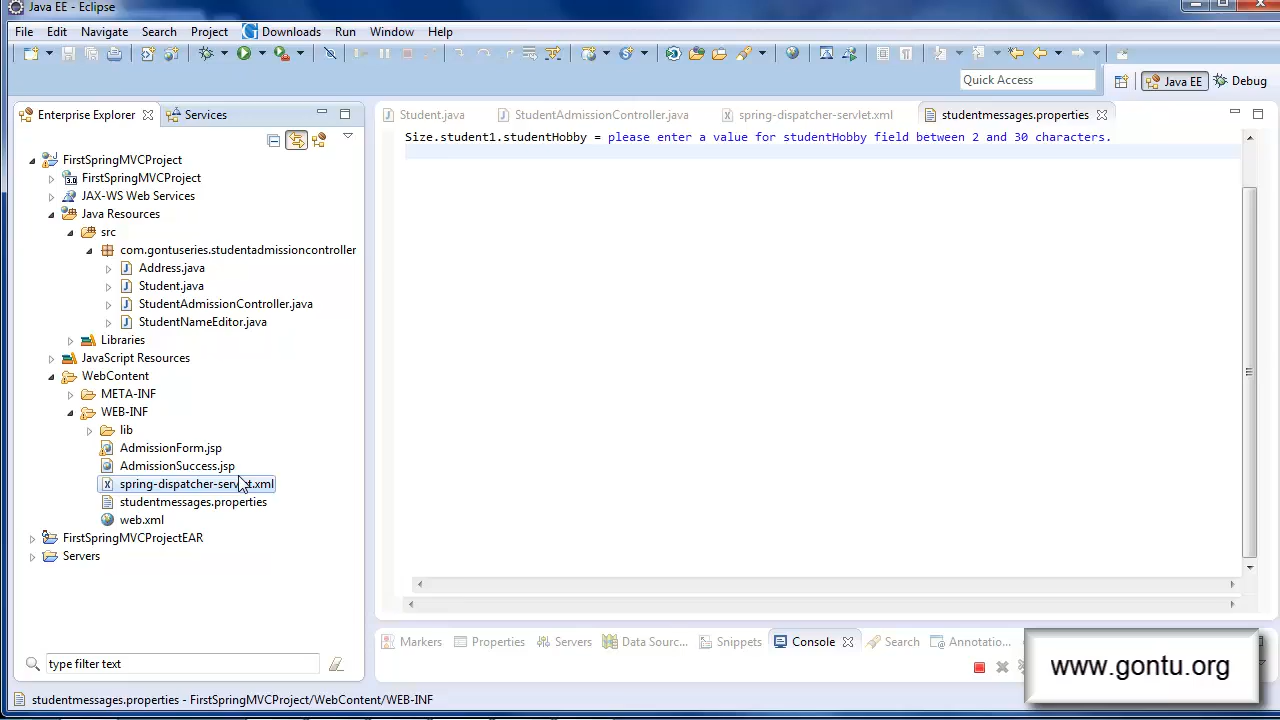 Java EE - Eclipse
File Edit Navigate Search Project Downloads Run Window Help
Quick Access
Java EE
Debug
Enterprise Explorer
Services
Student.java
StudentAdmissionController.java
spring-dispatcher-servlet.xml
studentmessages.properties
Size.student1.studentHobby = please enter a value for studentHobby field between 2 and 30 characters.
FirstSpringMVCProject
FirstSpringMVCProject
JAX-WS Web Services
Java Resources
src
com.gontuseries.studentadmissioncontroller
Address.java
Student.java
StudentAdmissionController.java
StudentNameEditor.java
Libraries
JavaScript Resources
WebContent
META-INF
WEB-INF
lib
AdmissionForm.jsp
AdmissionSuccess.jsp
spring-dispatcher-servlet.xml
studentmessages.properties
web.xml
FirstSpringMVCProjectEAR
Servers
type filter text
Markers
Properties
Servers
Data Sourc...
Snippets
Console
Search
Annotatio...
www.gontu.org
studentmessages.properties - FirstSpringMVCProject/WebContent/WEB-INF